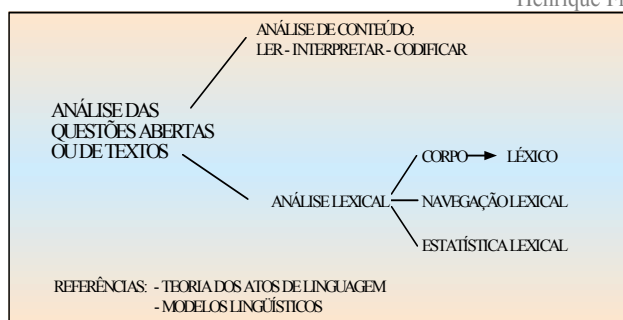 Henrique
ANÁLISE DE CONTEÚDO:
LER - INTERPRETAR - CODIFICAR
ANÁLISE DAS
QUESTÕES ABERTAS
OU DE TEXTOS
CORPO LÉXICO
ANÁLISE LEXICAL NAVEGAÇÃO LEXICAL
ESTATÍSTICA LEXICAL
REFERÊNCIAS: - TEORIA DOS ATOS DE LINGUAGEM
- MODELOS LINGÜÍSTICOS